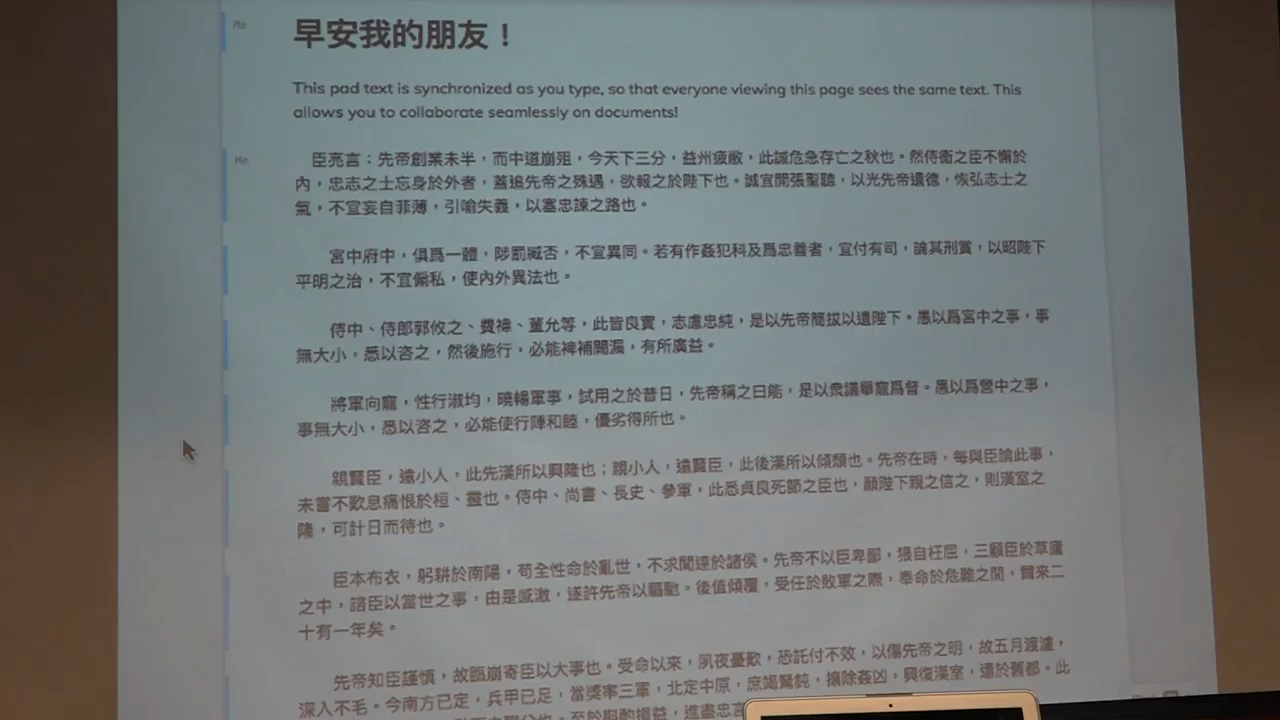 Me
早安我的朋友！
This pad text is synchronized as you type, so that everyone viewing this page sees the same text. This
allows you to collaborate seamlessly on documents!
Me
臣亮言：先帝創業未半，而中道崩殂，今天下三分，益州疲敝，此誠危急存亡之秋也。然侍衛之臣不懈於
內，忠志之士忘身於外者，蓋追先帝之殊遇，欲報之於陛下也。誠宜開張聖聽，以光先帝遺德，恢弘志士之
氣，不宜妄自菲薄，引喻失義，以塞忠諫之路也。
宮中府中，俱爲一體，陟罰臧否，不宜異同。若有作姦犯科及爲忠善者，宜付有司，論其刑賞，以昭陛下
平明之治，不宜偏私，使內外異法也。
侍中、侍郎郭攸之、費禕、董允等，此皆良實，志慮忠純，是以先帝簡拔以遺陛下。愚以爲宮中之事，事
無大小，悉以咨之，然後施行，必能裨補闕漏，有所廣益。
將軍向寵，性行淑均，曉暢軍事，試用之於昔日，先帝稱之曰能，是以衆議舉寵爲督。愚以爲營中之事，
事無大小，悉以咨之，必能使行陣和睦，優劣得所也。
親賢臣，遠小人，此先漢所以興隆也；親小人，遠賢臣，此後漢所以傾頹也。先帝在時，每與臣論此事，
未嘗不歎息痛恨於桓、靈也。侍中、尚書、長史、參軍，此悉貞良死節之臣也，願陛下親之信之，則漢室之
隆，可計日而待也。
臣本布衣，躬耕於南陽，苟全性命於亂世，不求聞達於諸侯。先帝不以臣卑鄙，猥自枉屈，三顧臣於草廬
之中，諮臣以當世之事，由是感激，遂許先帝以驅馳。後值傾覆，受任於敗軍之際，奉命於危難之間，爾來二
十有一年矣。
先帝知臣謹慎，故臨崩寄臣以大事也。受命以來，夙夜憂歎，恐託付不效，以傷先帝之明，故五月渡瀘，
深入不毛。今南方已定，兵甲已足，當獎率三軍，北定中原，庶竭駑鈍，攘除姦凶，興復漢室，還於舊都。此
至於斟酌損益，進盡忠言